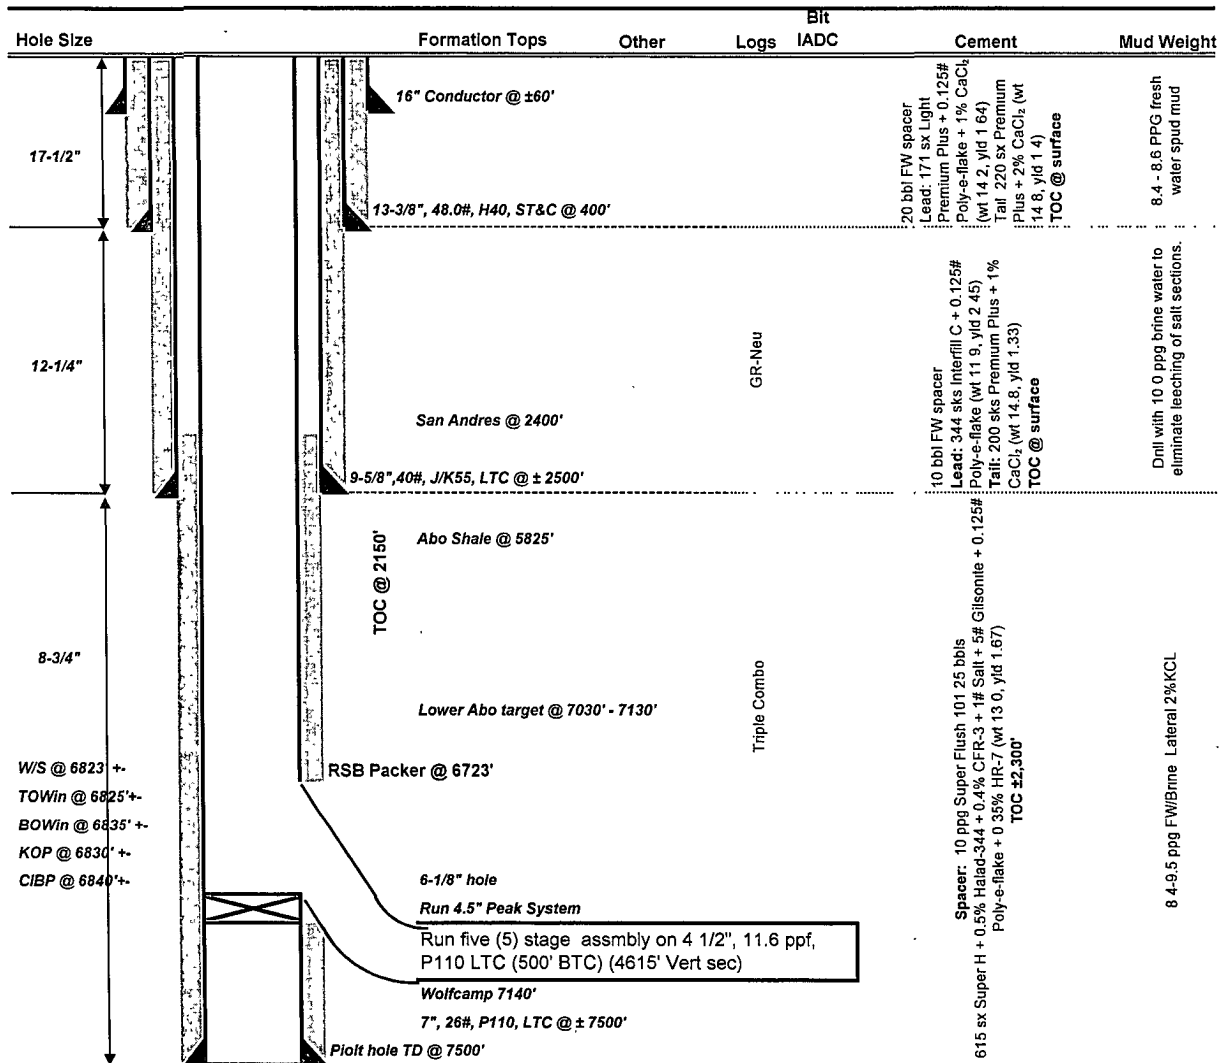 Bit
Hole Size Formation Tops Other Logs IADC Cement Mud Weight
16" Conductor @ ±60'
17-1/2"
13-3/8", 48.0#, H40, ST&C @ 400'
20 bbl FW spacer
Lead: 171 sx Light
Premium Plus + 0.125#
Poly-e-flake + 1% CaCl₂
(wt 14 2, yld 1 64)
Tail 220 sx Premium
Plus + 2% CaCl₂ (wt
14 8, yld 1 4)
TOC @ surface
8.4 - 8.6 PPG fresh
water spud mud
12-1/4"
San Andres @ 2400'
9-5/8",40#, J/K55, LTC @ ± 2500'
GR-Neu
10 bbl FW spacer
Lead: 344 sks Interfill C + 0.125#
Poly-e-flake (wt 11 9, yld 2 45)
Tail: 200 sks Premium Plus + 1%
CaCl₂ (wt 14.8, yld 1.33)
TOC @ surface
Drill with 10 0 ppg brine water to
eliminate leeching of salt sections.
Abo Shale @ 5825'
TOC @ 2150'
8-3/4"
Lower Abo target @ 7030' - 7130'
RSB Packer @ 6723'
Triple Combo
W/S @ 6823' +-
TOWin @ 6825'+-
BOWin @ 6835' +-
KOP @ 6830' +-
CIBP @ 6840'+-
6-1/8" hole
Run 4.5" Peak System
Run five (5) stage assmbly on 4 1/2", 11.6 ppf,
P110 LTC (500' BTC) (4615' Vert sec)
Wolfcamp 7140'
7", 26#, P110, LTC @ ± 7500'
Piolt hole TD @ 7500'
Spacer: 10 ppg Super Flush 101 25 bbls
615 sx Super H + 0.5% Halad-344 + 0.4% CFR-3 + 1# Salt + 5# Gilsonite + 0.125#
Poly-e-flake + 0 35% HR-7 (wt 13 0, yld 1.67)
TOC ±2,300'
8 4-9.5 ppg FW/Brine Lateral 2%KCL